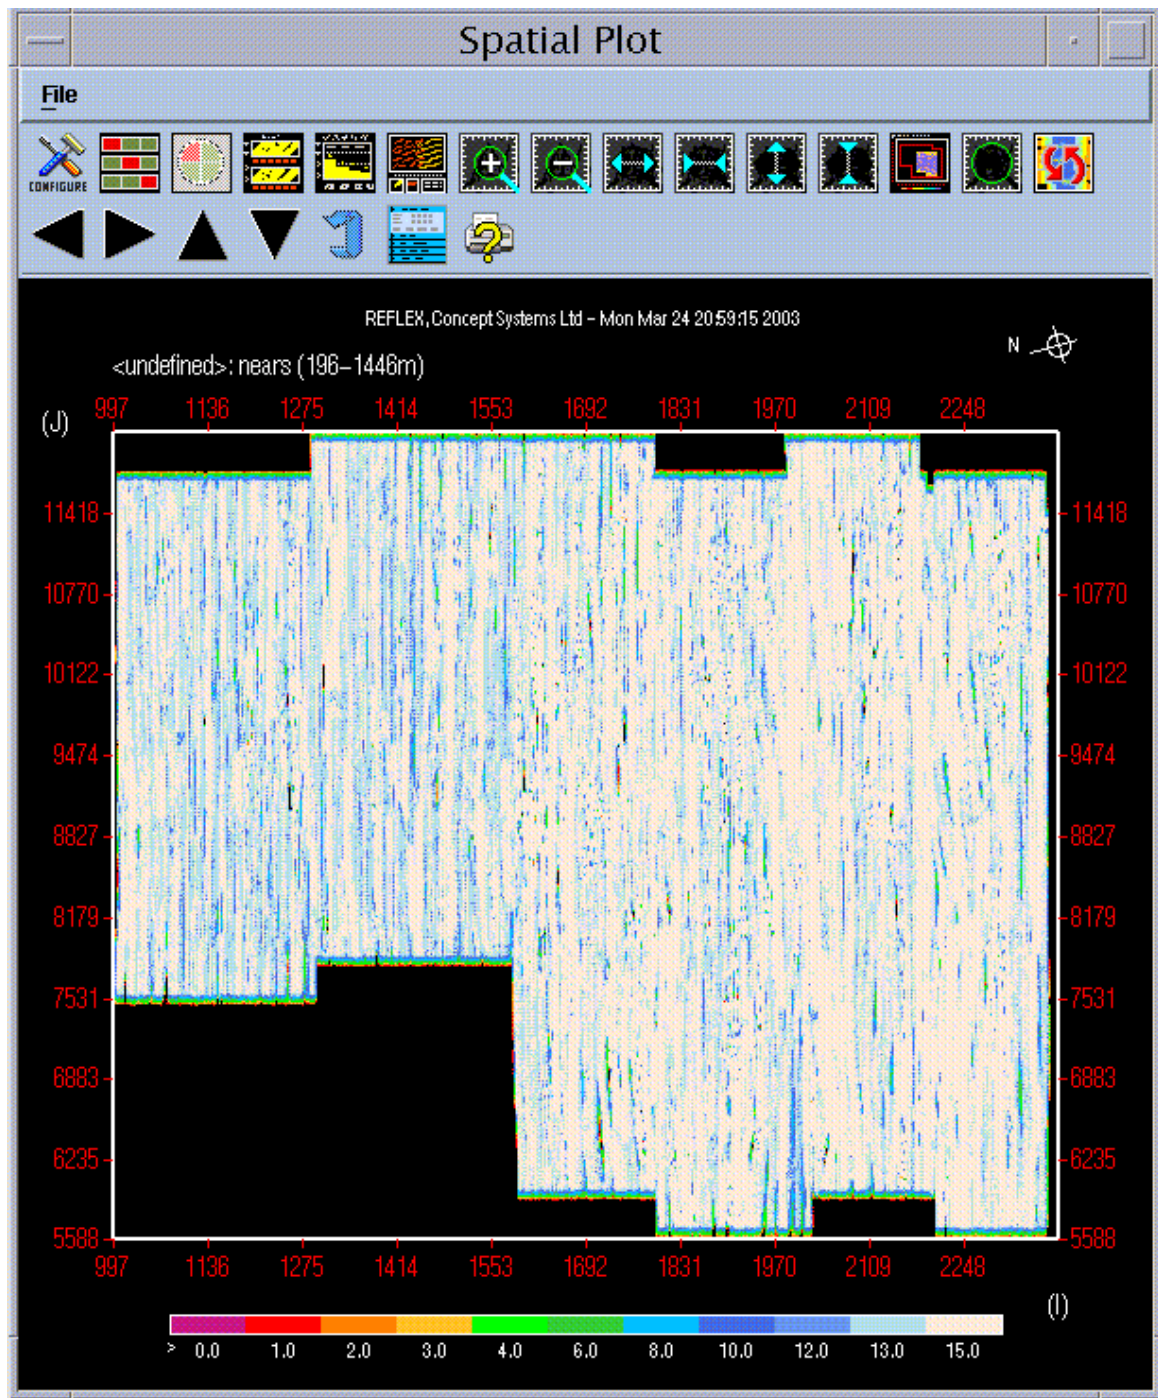 Spatial Plot
File
CONFIGURE
REFLEX, Concept Systems Ltd – Mon Mar 24 20:59:15 2003
N
<undefined>: nears (196–1446m)
(J)
997 1136 1275 1414 1553 1692 1831 1970 2109 2248
11418 11418
10770 10770
10122 10122
9474 9474
8827 8827
8179 8179
7531 7531
6883 6883
6235 6235
5588 5588
997 1136 1275 1414 1553 1692 1831 1970 2109 2248
(I)
> 0.0 1.0 2.0 3.0 4.0 6.0 8.0 10.0 12.0 13.0 15.0